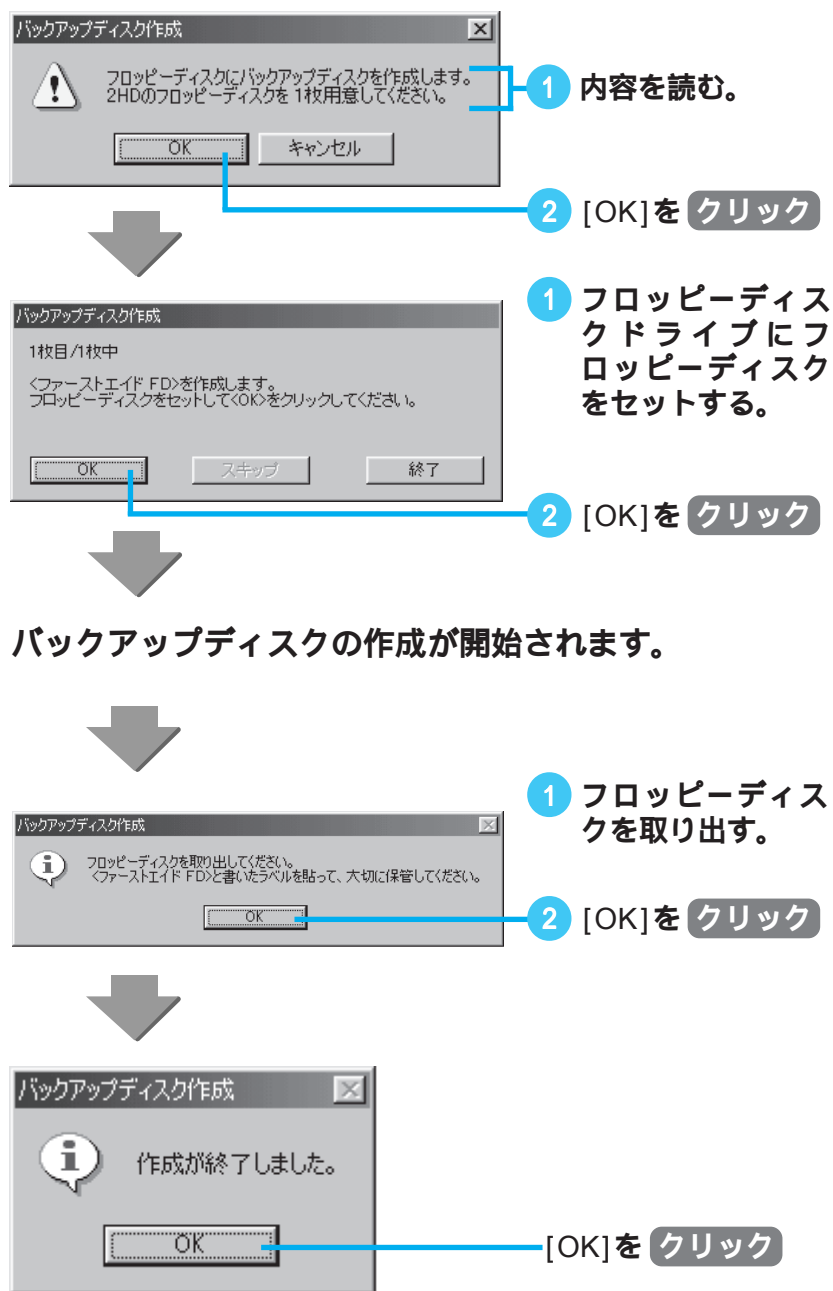 バックアップディスク作成
フロッピーディスクにバックアップディスクを作成します。
2HDのフロッピーディスクを 1枚用意してください。
OK キャンセル
1 内容を読む。
2 [OK]を クリック
バックアップディスク作成
1枚目/1枚中
<ファーストエイド FD>を作成します。
フロッピーディスクをセットして<OK>をクリックしてください。
OK スキップ 終了
1 フロッピーディス
クドライブにフ
ロッピーディスク
をセットする。
2 [OK]を クリック
バックアップディスクの作成が開始されます。
バックアップディスク作成
フロッピーディスクを取り出してください。
<ファーストエイド FD>と書いたラベルを貼って、大切に保管してください。
OK
1 フロッピーディス
クを取り出す。
2 [OK]を クリック
バックアップディスク作成
作成が終了しました。
OK
[OK]を クリック